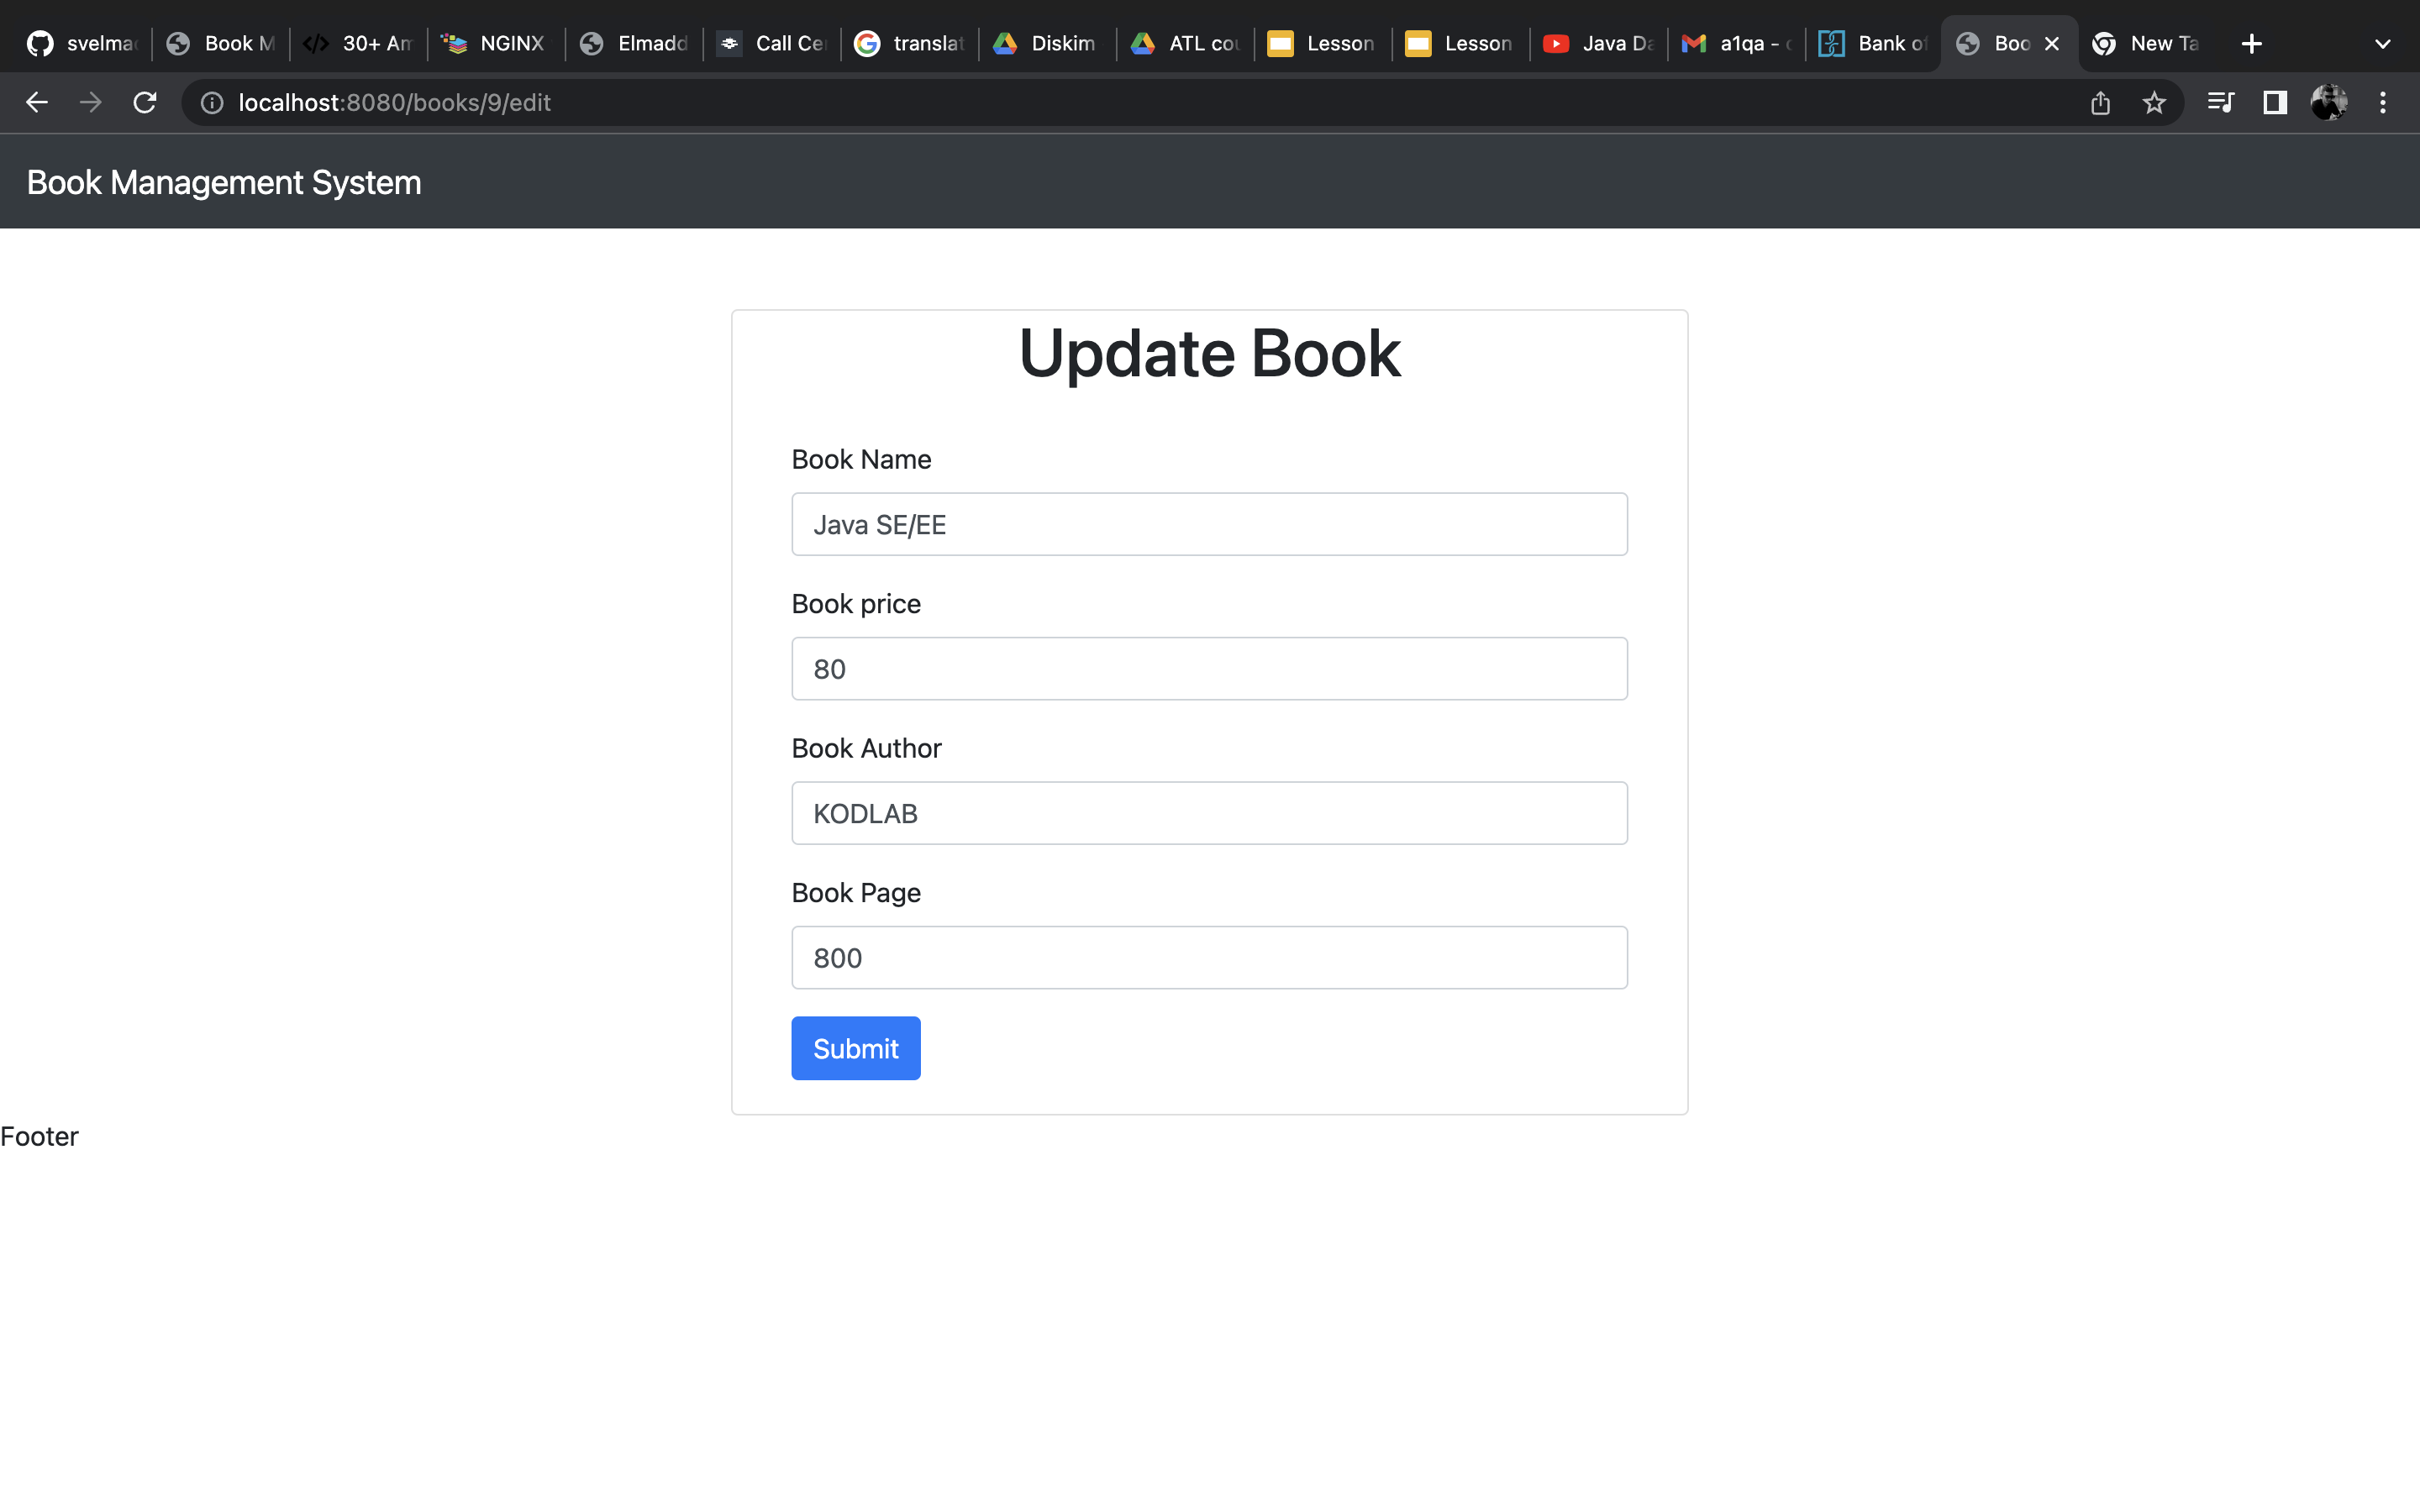 svelma
Book M
30+ Am
NGINX
Elmadd
Call Cen
translat
Diskim
ATL cou
Lesson
Lesson
Java Da
a1qa -
Bank of
Boo
New Ta
localhost:8080/books/9/edit
Book Management System
Update Book
Book Name
Java SE/EE
Book price
80
Book Author
KODLAB
Book Page
800
Submit
Footer